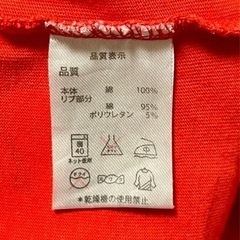 品質表示
品質
本体 綿 100%
リブ部分
綿 95%
ポリウレタン 5%
40
ネット使用
＊乾燥機の使用禁止